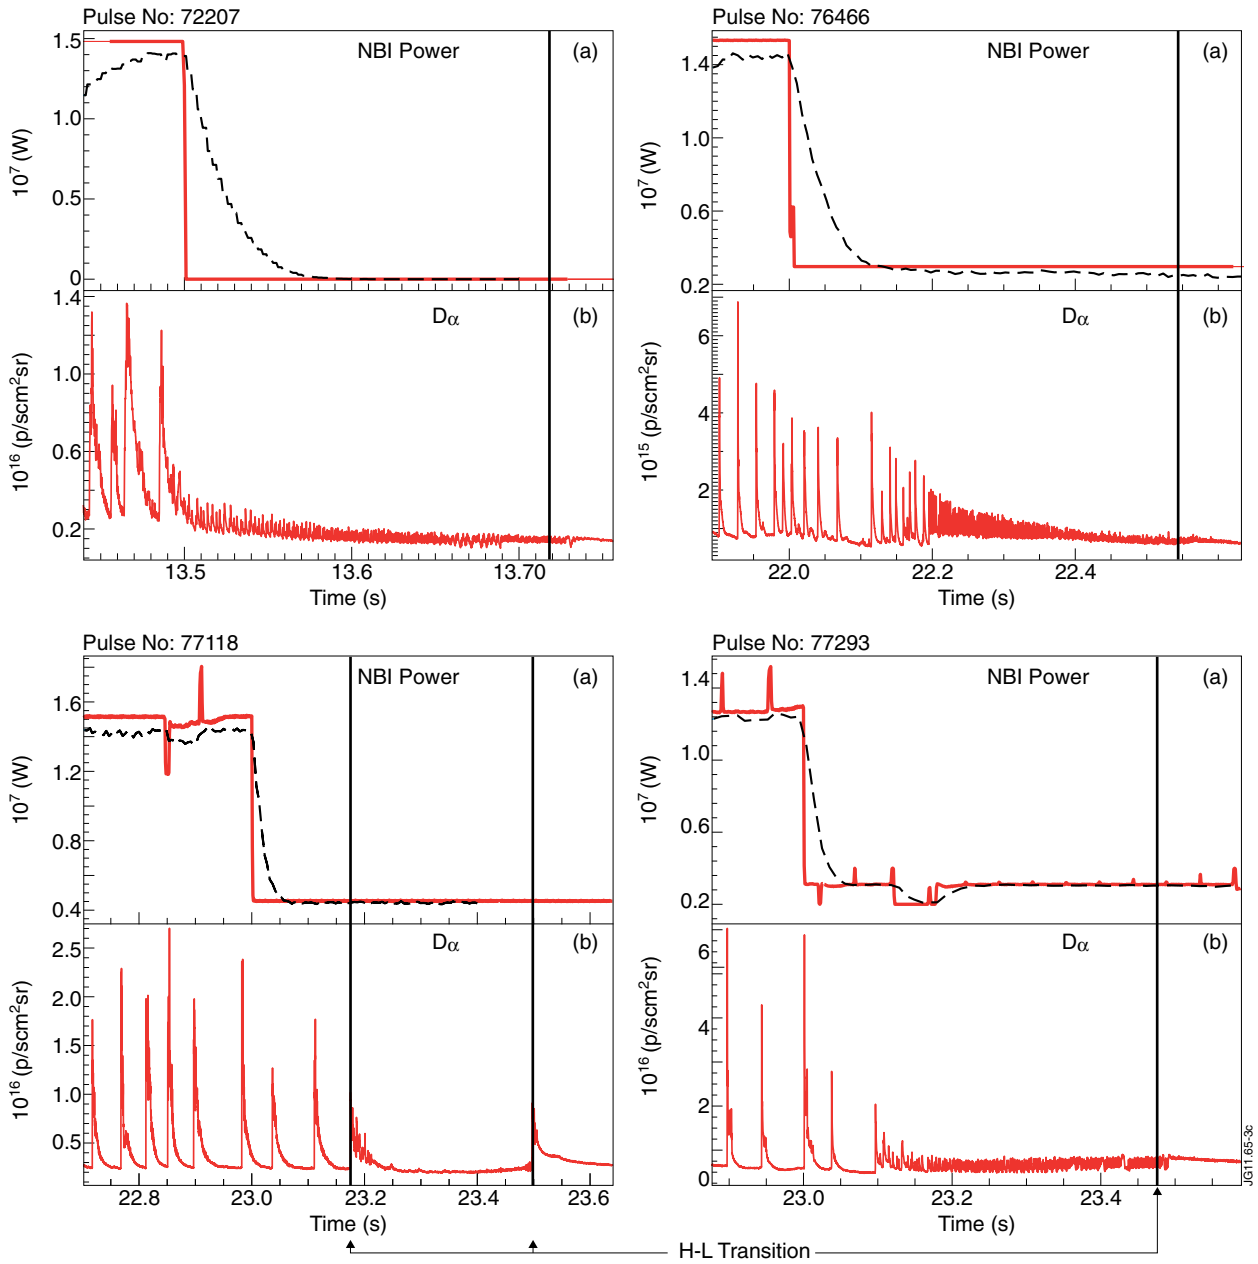 Pulse No: 72207
NBI Power
(a)
1.5
1.0
0.5
0
10⁷ (W)
Dα
(b)
1.4
1.0
0.6
0.2
10¹⁶ (p/scm²sr)
13.5
13.6
13.70
Time (s)
Pulse No: 76466
NBI Power
(a)
1.4
1.0
0.6
0.2
10⁷ (W)
Dα
(b)
6
4
2
10¹⁵ (p/scm²sr)
22.0
22.2
22.4
Time (s)
Pulse No: 77118
NBI Power
(a)
1.6
1.2
0.8
0.4
10⁷ (W)
Dα
(b)
2.5
2.0
1.5
1.0
0.5
10¹⁶ (p/scm²sr)
22.8
23.0
23.2
23.4
23.6
Time (s)
Pulse No: 77293
NBI Power
(a)
1.4
1.0
0.6
0.2
10⁷ (W)
Dα
(b)
6
4
2
0
10¹⁶ (p/scm²sr)
23.0
23.2
23.4
Time (s)
JG11.65-3c
H-L Transition